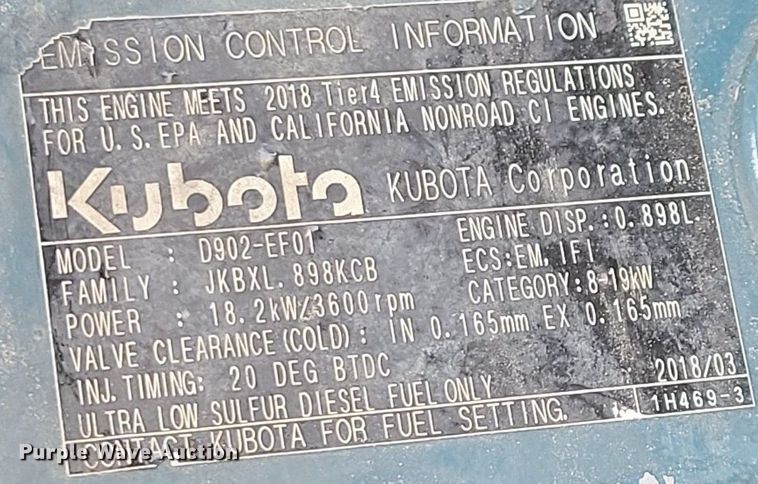 EMISSION CONTROL INFORMATION
THIS ENGINE MEETS 2018 Tier4 EMISSION REGULATIONS
FOR U.S.EPA AND CALIFORNIA NONROAD CI ENGINES.
Kubota KUBOTA Corporation
MODEL : D902-EF01 ENGINE DISP.:0.898L
FAMILY : JKBXL.898KCB ECS:EM,IFI
POWER : 18.2kW/3600rpm CATEGORY:8-19kW
VALVE CLEARANCE(COLD): IN 0.165mm EX 0.165mm
INJ.TIMING: 20 DEG BTDC
ULTRA LOW SULFUR DIESEL FUEL ONLY 2018/03
CONTACT KUBOTA FOR FUEL SETTING. 1H469-3
Purple Wave Auction